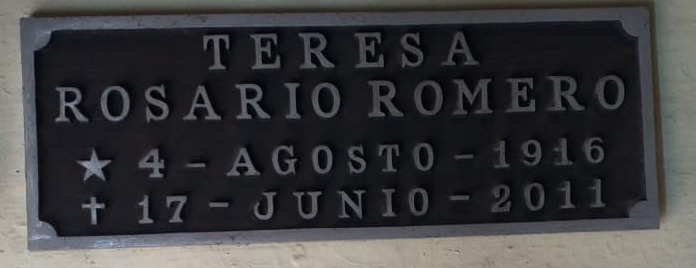 TERESA
ROSARIO ROMERO
★ 4 - AGOSTO - 1916
✝ 17 - JUNIO - 2011